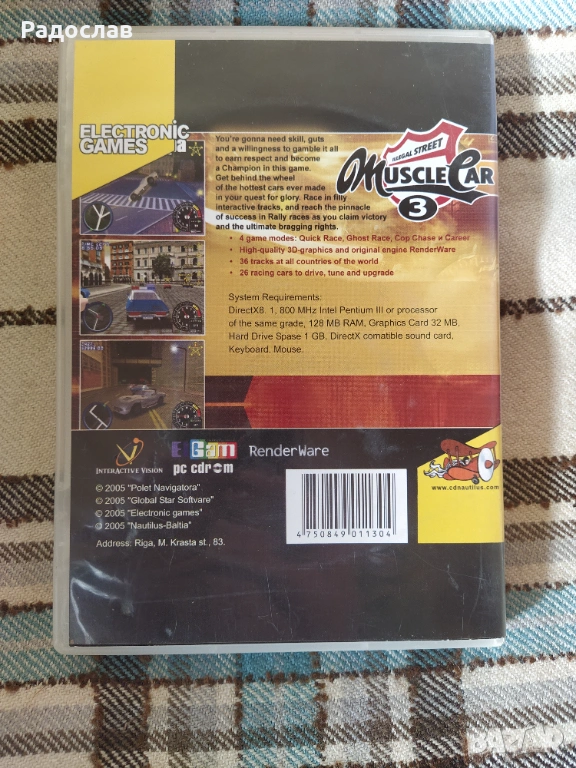 Радослав
ELECTRONIC
GAMES
ia
You're gonna need skill, guts
and a willingness to gamble it all
to earn respect and become
a Champion in this game.
Get behind the wheel
of the hottest cars ever made
in your quest for glory. Race in filly
interactive tracks, and reach the pinnacle
of success in Rally races as you claim victory
and the ultimate bragging rights.
ILLEGAL STREET
MUSCLE CAR
3
• 4 game modes: Quick Race, Ghost Race, Cop Chase и Career
• High-quality 3D-graphics and original engine RenderWare
• 36 tracks at all countries of the world
• 26 racing cars to drive, tune and upgrade
System Requirements:
DirectX8. 1, 800 MHz Intel Pentium III or processor
of the same grade, 128 MB RAM, Graphics Card 32 MB,
Hard Drive Spase 1 GB. DirectX comatible sound card,
Keyboard. Mouse.
INTERACTIVE VISION
E Gam
pc cdrom
RenderWare
www.cdnautilus.com
© 2005 "Polet Navigatora"
© 2005 "Global Star Software"
© 2005 "Electronic games"
© 2005 "Nautilus-Baltia"
Address: Riga, M. Krasta st., 83.
4 750849 011304
BAZAR